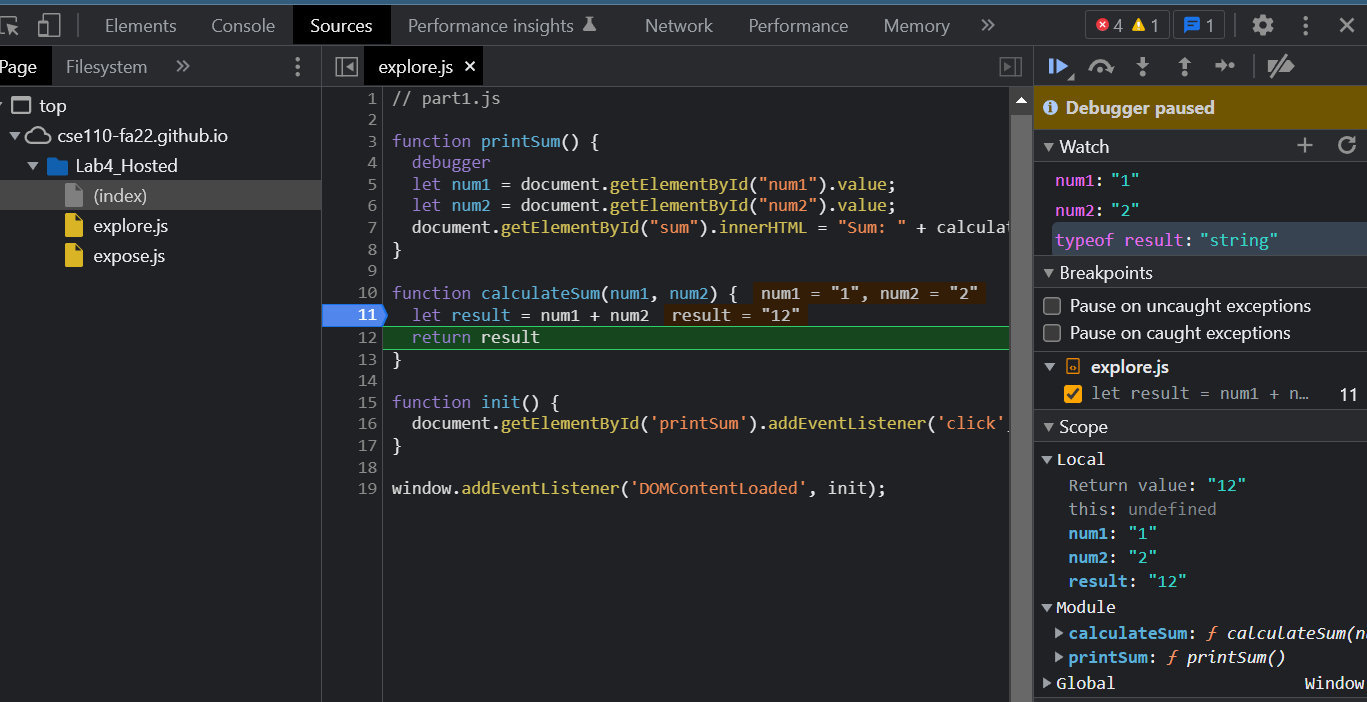 Elements Console Sources Performance insights Network Performance Memory » 4 1 1
Page Filesystem »
explore.js ×
top
cse110-fa22.github.io
Lab4_Hosted
(index)
explore.js
expose.js
1 // part1.js
2
3 function printSum() {
4 debugger
5 let num1 = document.getElementById("num1").value;
6 let num2 = document.getElementById("num2").value;
7 document.getElementById("sum").innerHTML = "Sum: " + calculat
8 }
9
10 function calculateSum(num1, num2) { num1 = "1", num2 = "2"
11 let result = num1 + num2 result = "12"
12 return result
13 }
14
15 function init() {
16 document.getElementById('printSum').addEventListener('click'
17 }
18
19 window.addEventListener('DOMContentLoaded', init);
Debugger paused
Watch
num1: "1"
num2: "2"
typeof result: "string"
Breakpoints
Pause on uncaught exceptions
Pause on caught exceptions
explore.js
let result = num1 + n… 11
Scope
Local
Return value: "12"
this: undefined
num1: "1"
num2: "2"
result: "12"
Module
calculateSum: ƒ calculateSum(n
printSum: ƒ printSum()
Global Window